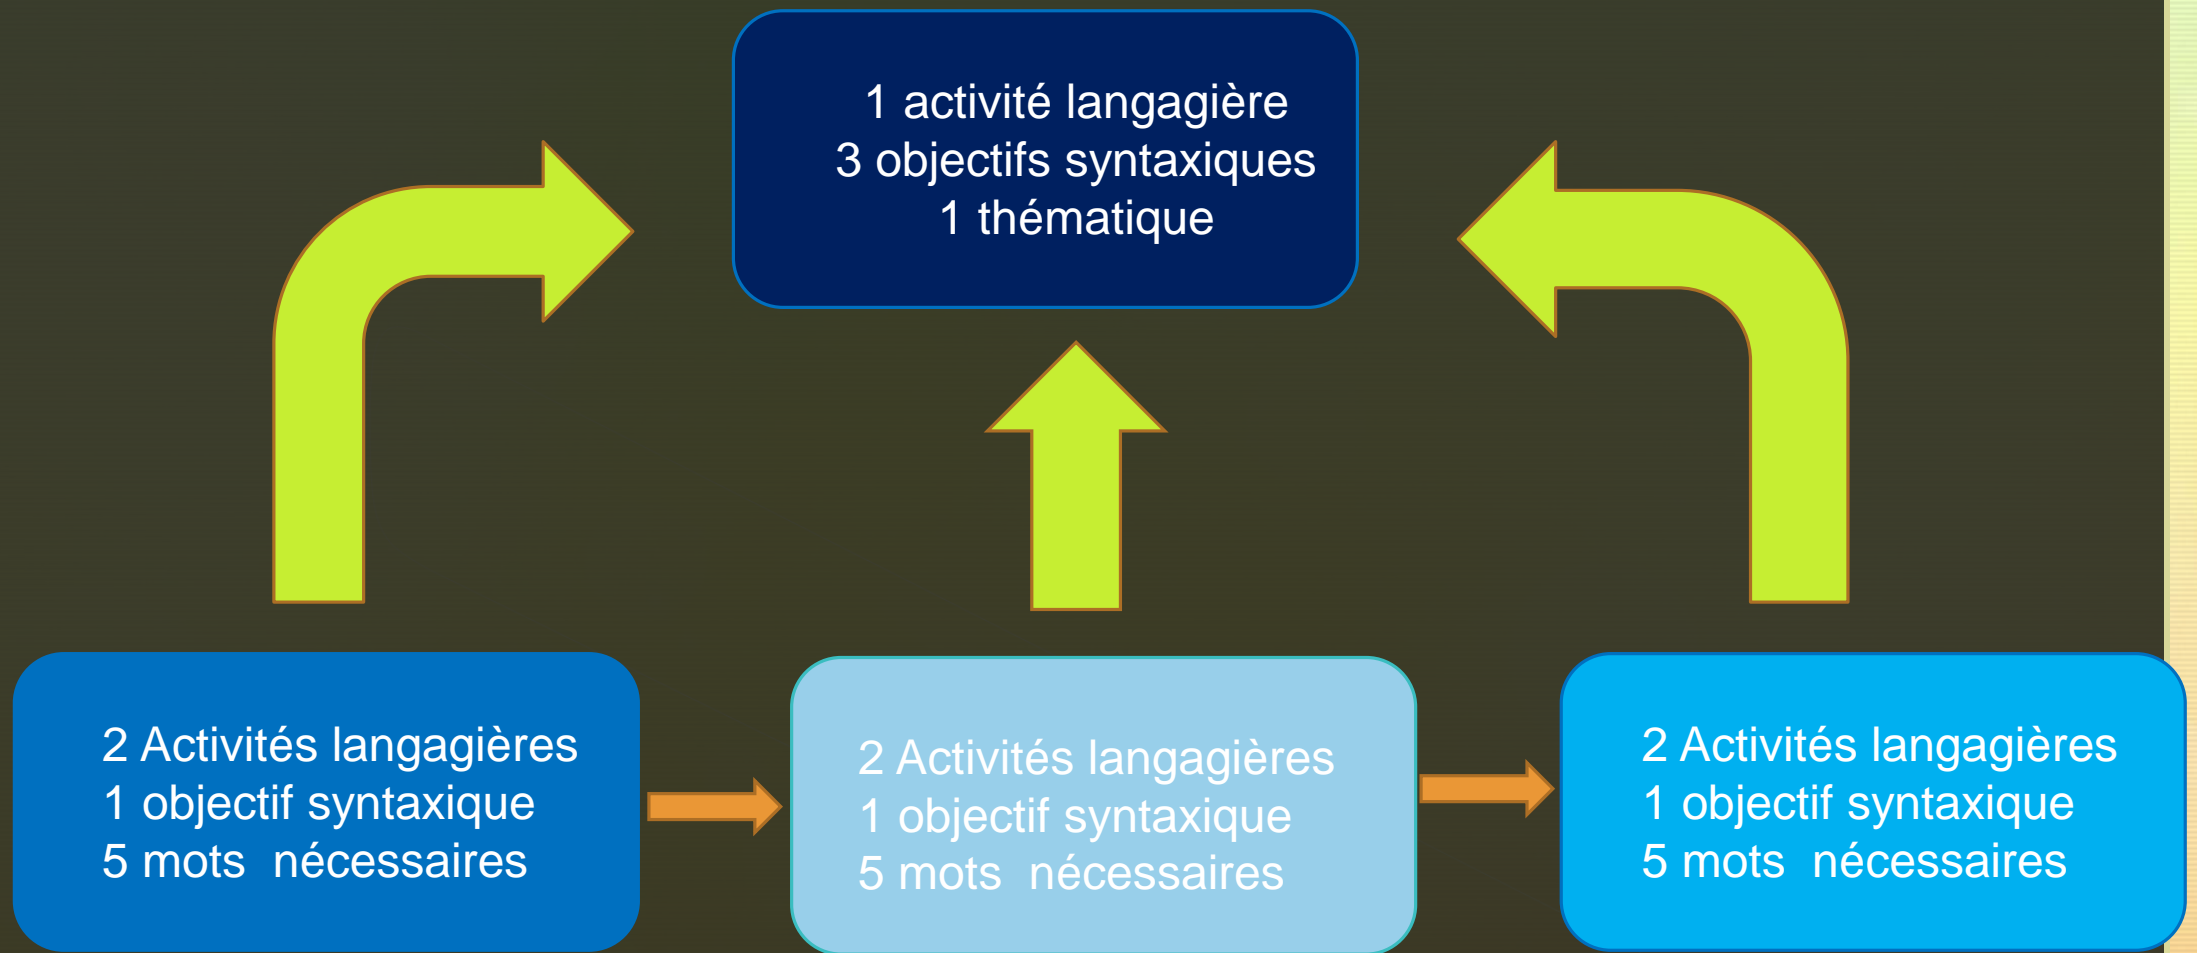 1 activité langagière
3 objectifs syntaxiques
1 thématique
2 Activités langagières
1 objectif syntaxique
5 mots  nécessaires
2 Activités langagières
1 objectif syntaxique
5 mots  nécessaires
2 Activités langagières
1 objectif syntaxique
5 mots  nécessaires